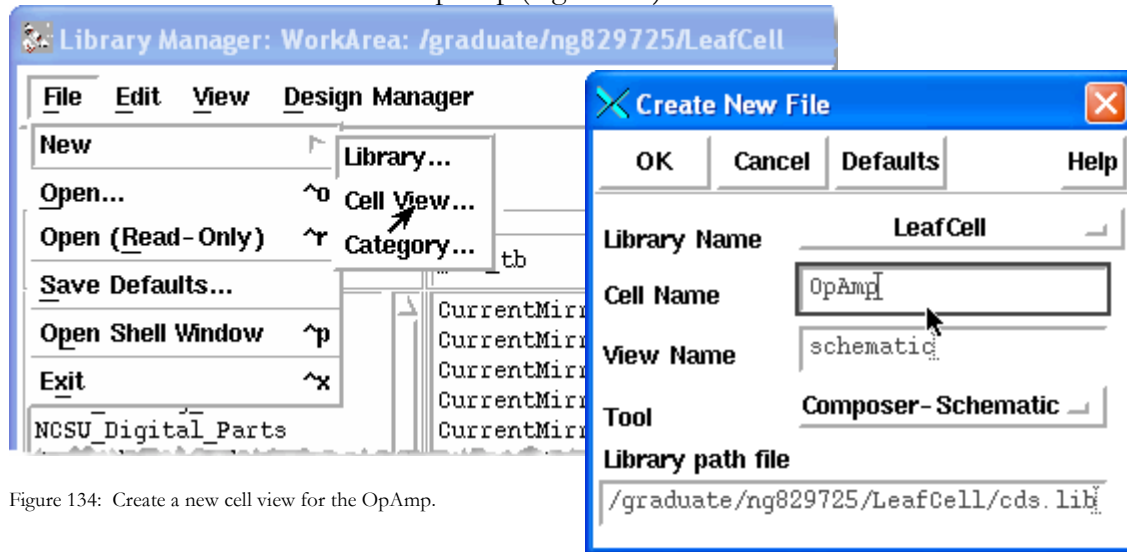 Library Manager: WorkArea: /graduate/ng829725/LeafCell
File Edit View Design Manager
New
Open... ^o
Open (Read-Only) ^r
Save Defaults...
Open Shell Window ^p
Exit ^x
Library...
Cell View...
Category...
_tb
CurrentMirr
CurrentMirr
CurrentMirr
CurrentMirr
CurrentMirr
NCSU_Digital_Parts
Create New File
OK Cancel Defaults Help
Library Name LeafCell
Cell Name OpAmp
View Name schematic
Tool Composer-Schematic
Library path file
/graduate/ng829725/LeafCell/cds.lib
Figure 134: Create a new cell view for the OpAmp.